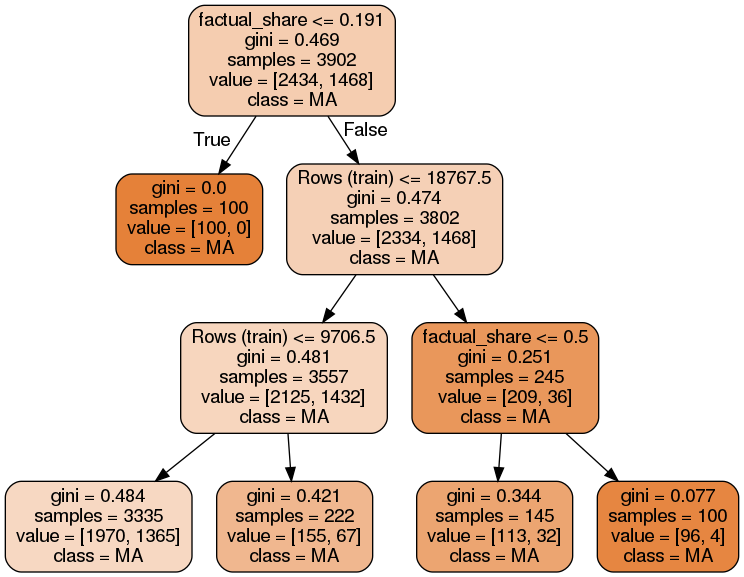 factual_share <= 0.191
gini = 0.469
samples = 3902
value = [2434, 1468]
class = MA
True
False
gini = 0.0
samples = 100
value = [100, 0]
class = MA
Rows (train) <= 18767.5
gini = 0.474
samples = 3802
value = [2334, 1468]
class = MA
Rows (train) <= 9706.5
gini = 0.481
samples = 3557
value = [2125, 1432]
class = MA
factual_share <= 0.5
gini = 0.251
samples = 245
value = [209, 36]
class = MA
gini = 0.484
samples = 3335
value = [1970, 1365]
class = MA
gini = 0.421
samples = 222
value = [155, 67]
class = MA
gini = 0.344
samples = 145
value = [113, 32]
class = MA
gini = 0.077
samples = 100
value = [96, 4]
class = MA